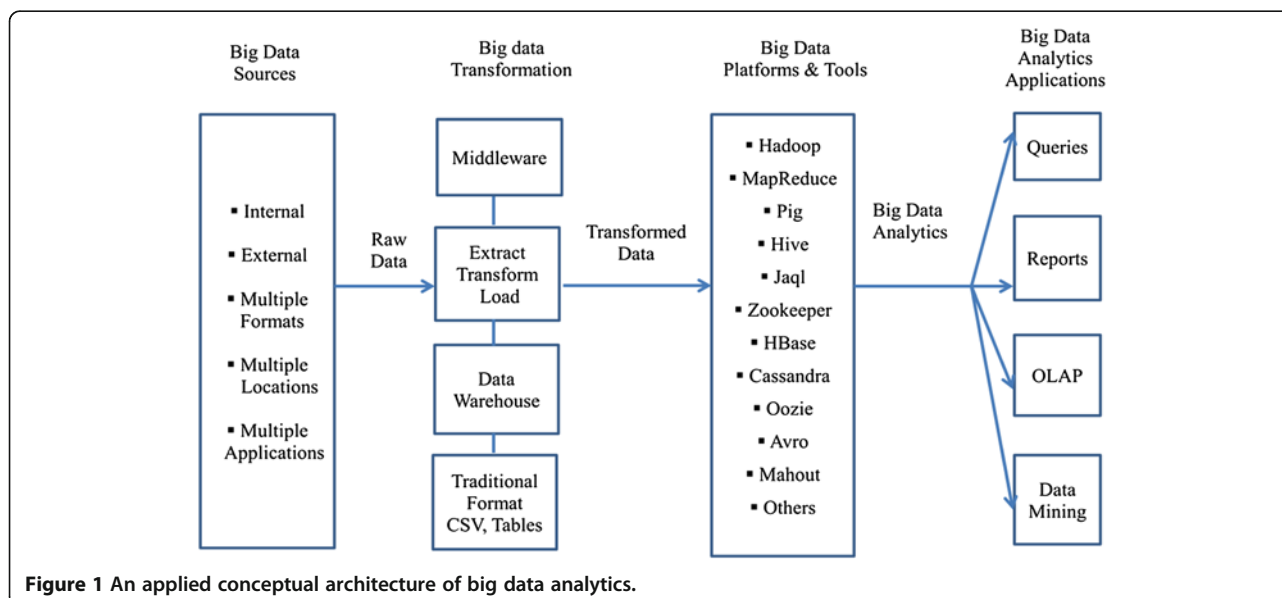 Big Data
Sources
Big data
Transformation
Big Data
Platforms & Tools
Big Data
Analytics
Applications
▪ Internal
▪ External
▪ Multiple
Formats
▪ Multiple
Locations
▪ Multiple
Applications
Raw
Data
Middleware
Extract
Transform
Load
Data
Warehouse
Traditional
Format
CSV, Tables
Transformed
Data
▪ Hadoop
▪ MapReduce
▪ Pig
▪ Hive
▪ Jaql
▪ Zookeeper
▪ HBase
▪ Cassandra
▪ Oozie
▪ Avro
▪ Mahout
▪ Others
Big Data
Analytics
Queries
Reports
OLAP
Data
Mining
Figure 1 An applied conceptual architecture of big data analytics.